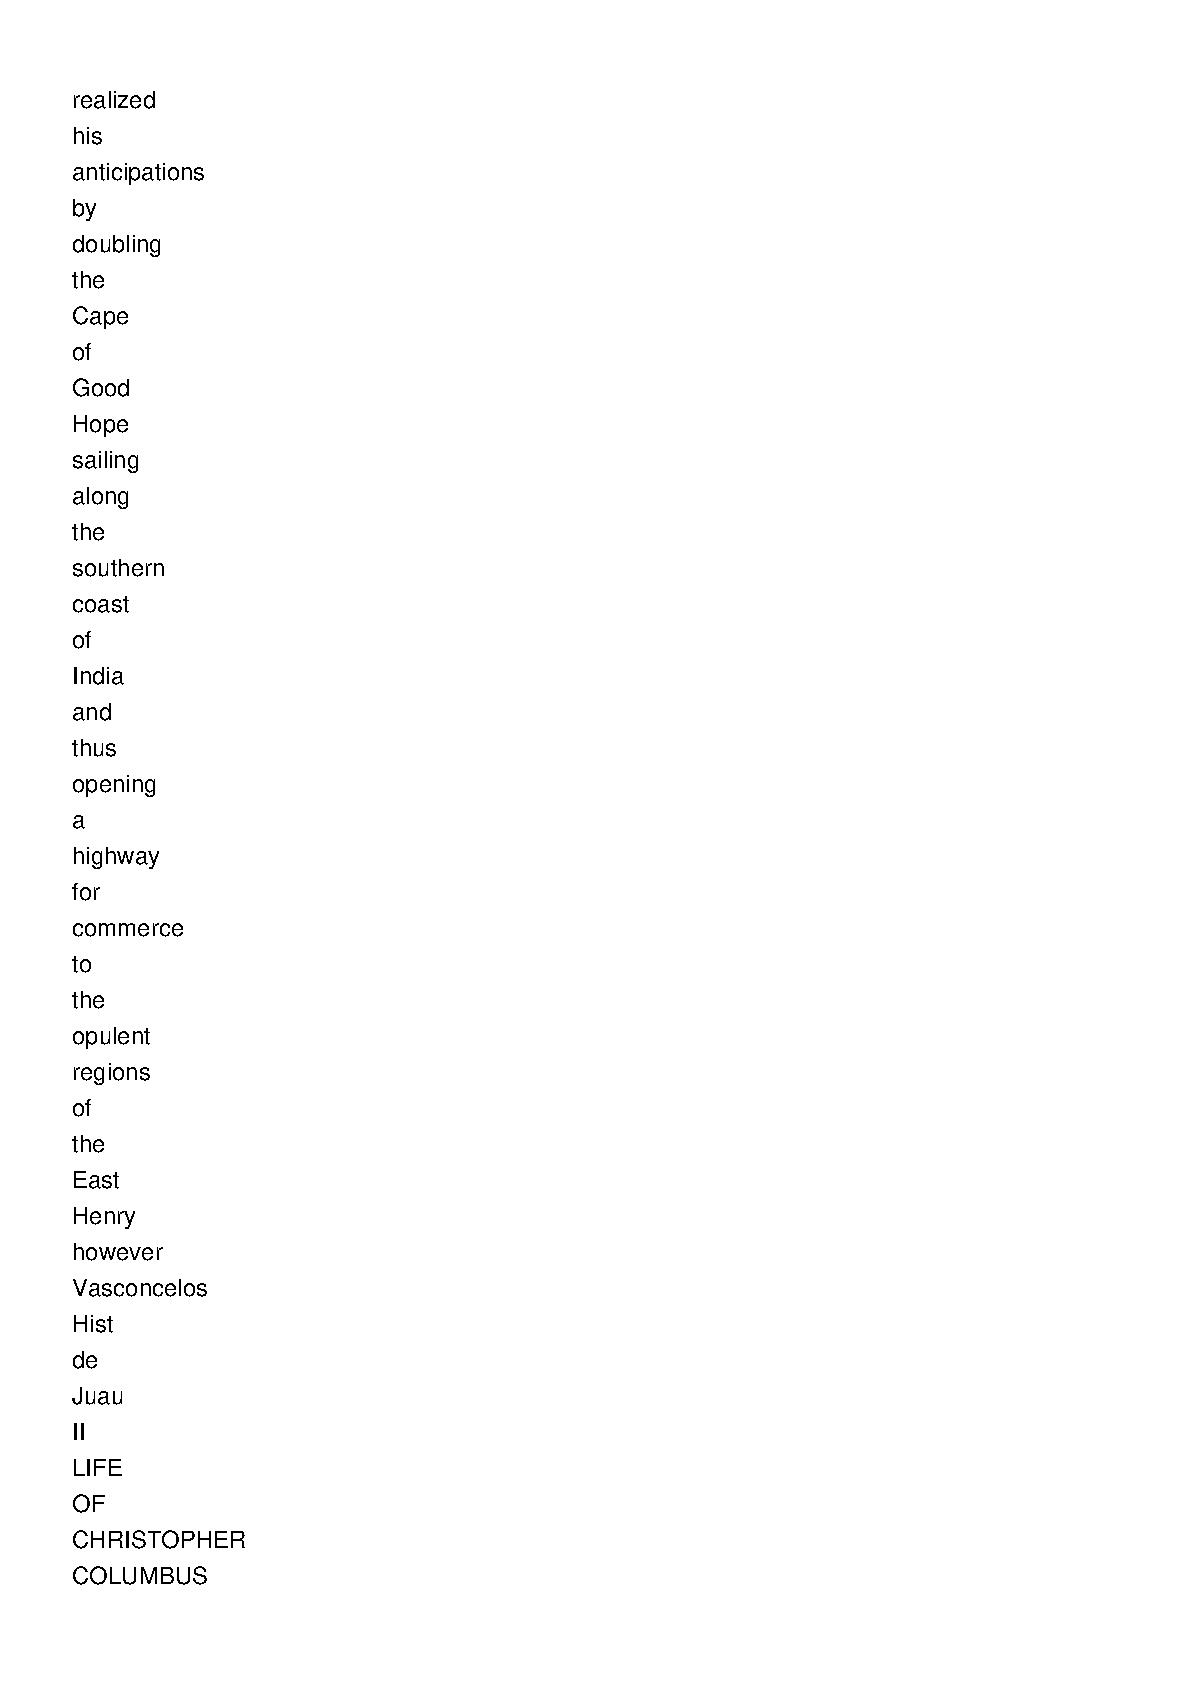 realized
his
anticipations
by
doubling
the
Cape
of
Good
Hope
sailing
along
the
southern
coast
of
India
and
thus
opening
a
highway
for
commerce
to
the
opulent
regions
of
the
East
Henry
however
Vasconcelos
Hist
de
Juau
II
LIFE
OF
CHRISTOPHER
COLUMBUS